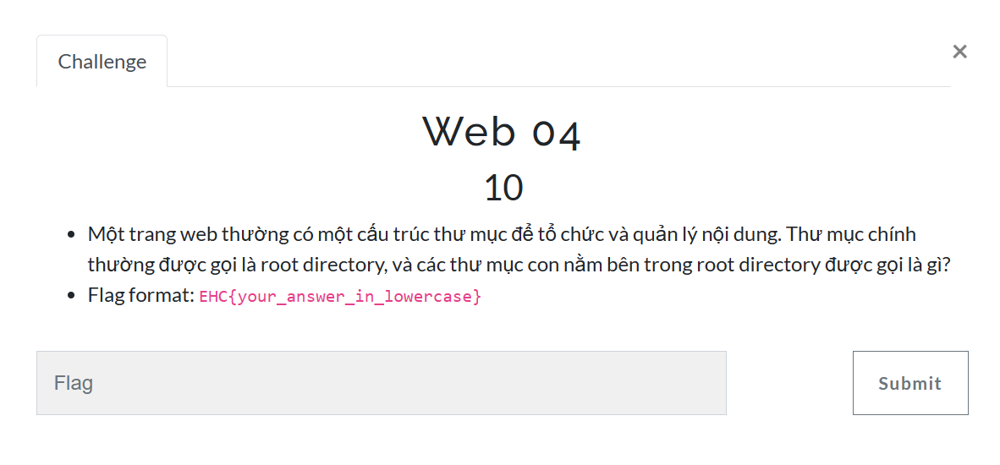 Challenge
×
Web 04
10
• Một trang web thường có một cấu trúc thư mục để tổ chức và quản lý nội dung. Thư mục chính
thường được gọi là root directory, và các thư mục con nằm bên trong root directory được gọi là gì?
• Flag format: EHC{your_answer_in_lowercase}
Flag
Submit